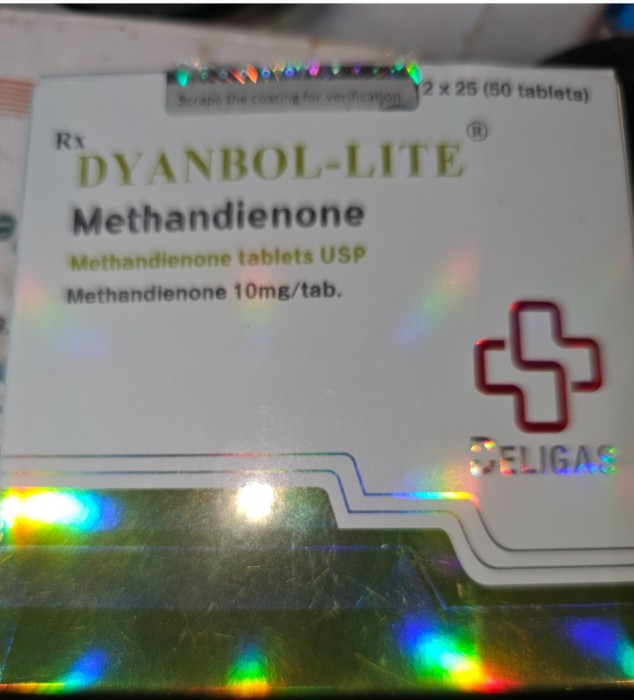 Scrape the coating for verification
2 x 25 (50 tablets)
Rx
DYANBOL-LITE®
Methandienone
Methandienone tablets USP
Methandienone 10mg/tab.
DELIGAS